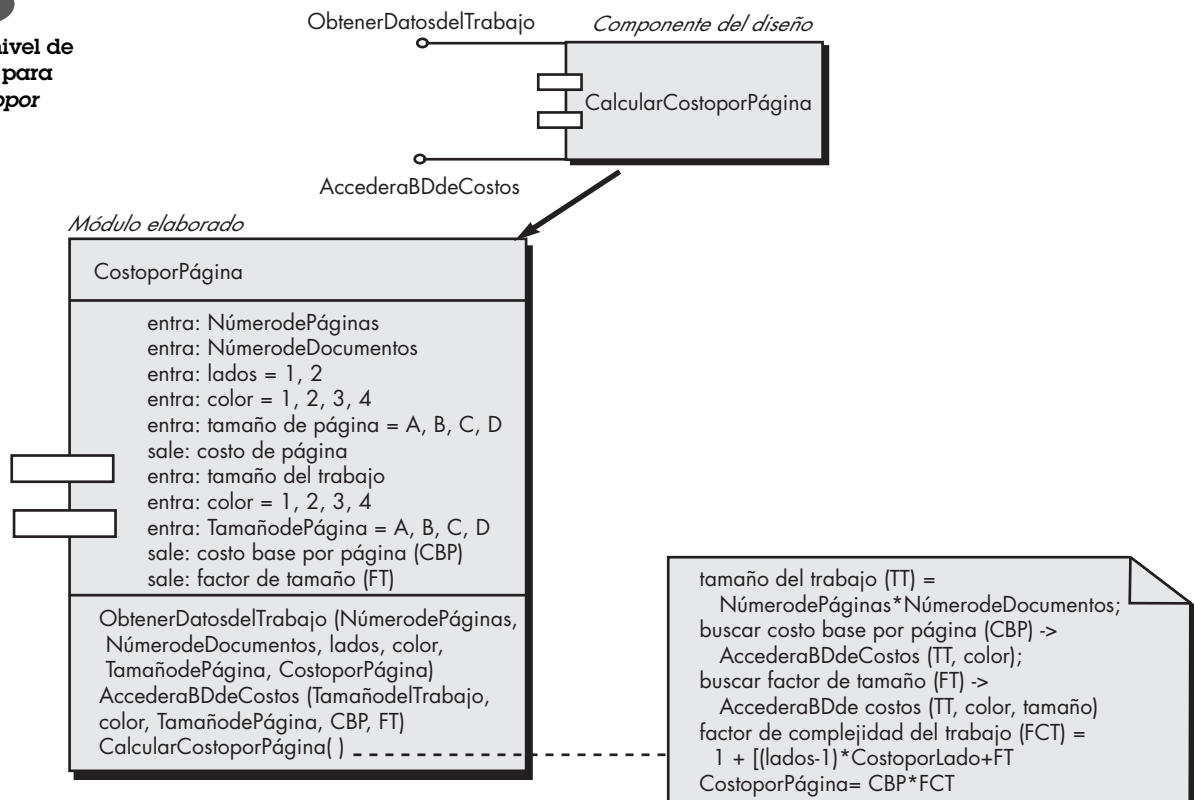 nivel de
para
por
ObtenerDatosdelTrabajo
Componente del diseño
CalcularCostoporPágina
AccederaBDdeCostos
Módulo elaborado
CostoporPágina
entra: NúmerodePáginas
entra: NúmerodeDocumentos
entra: lados = 1, 2
entra: color = 1, 2, 3, 4
entra: tamaño de página = A, B, C, D
sale: costo de página
entra: tamaño del trabajo
entra: color = 1, 2, 3, 4
entra: TamañodePágina = A, B, C, D
sale: costo base por página (CBP)
sale: factor de tamaño (FT)
ObtenerDatosdelTrabajo (NúmerodePáginas,
NúmerodeDocumentos, lados, color,
TamañodePágina, CostoporPágina)
AccederaBDdeCostos (TamañodelTrabajo,
color, TamañodePágina, CBP, FT)
CalcularCostoporPágina( )
tamaño del trabajo (TT) =
NúmerodePáginas*NúmerodeDocumentos;
buscar costo base por página (CBP) ->
AccederaBDdeCostos (TT, color);
buscar factor de tamaño (FT) ->
AccederaBDde costos (TT, color, tamaño)
factor de complejidad del trabajo (FCT) =
1 + [(lados-1)*CostoporLado+FT
CostoporPágina= CBP*FCT